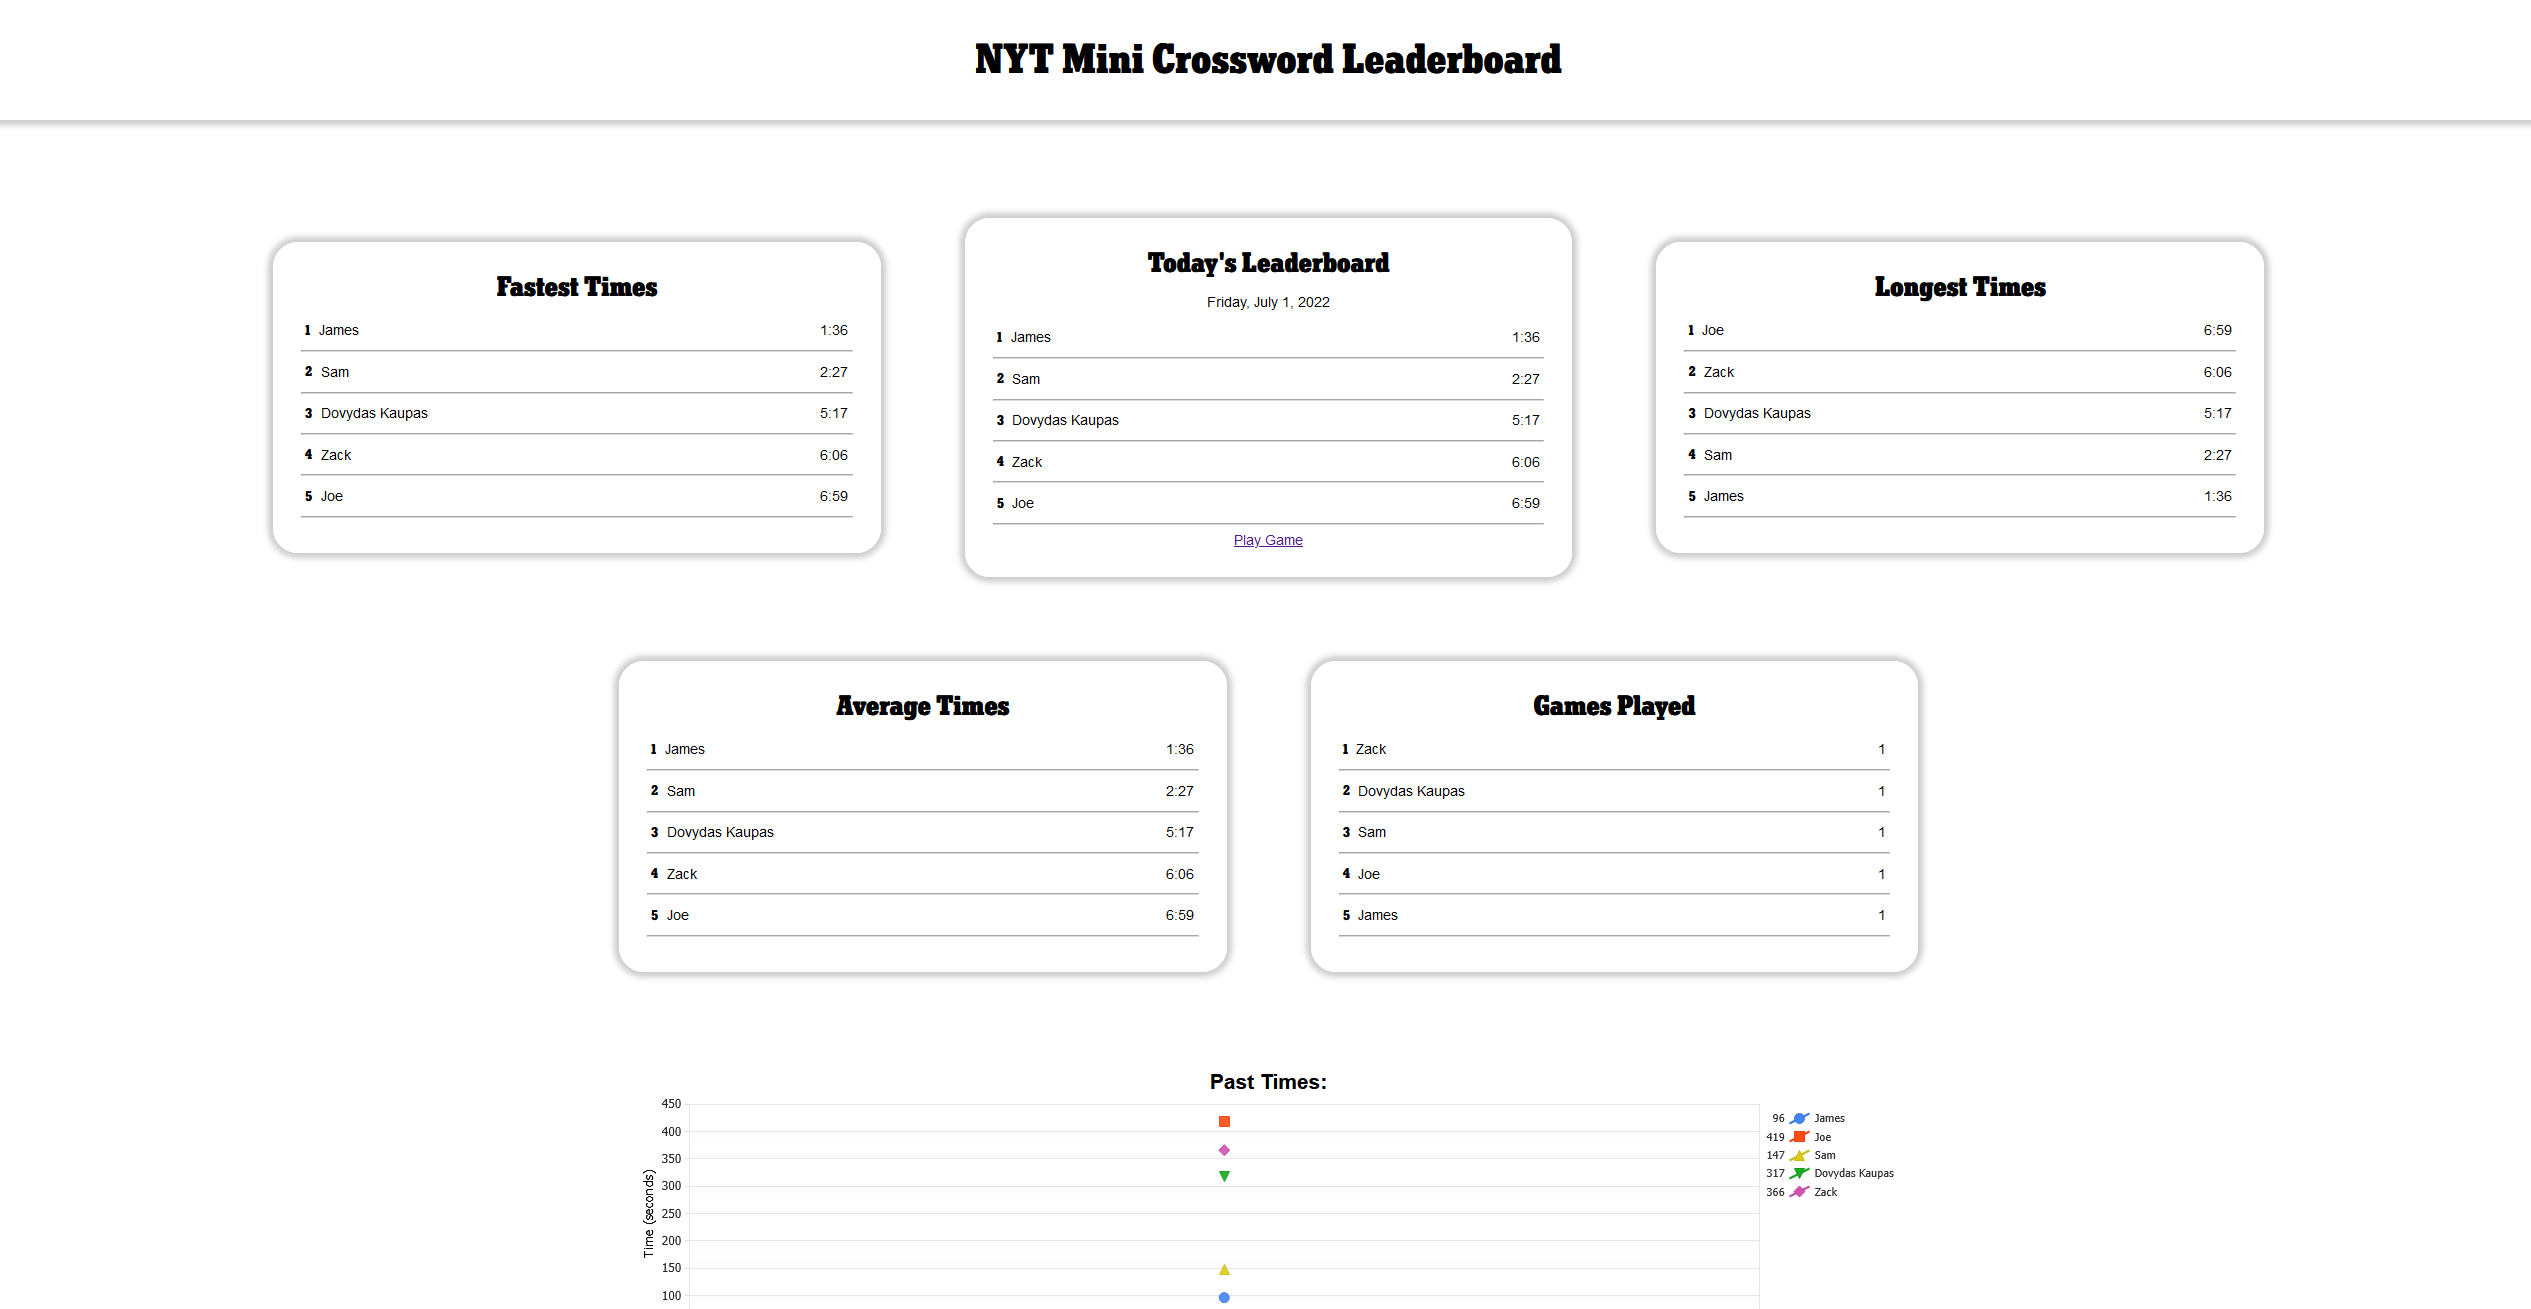 NYT Mini Crossword Leaderboard
Fastest Times
1 James 1:36
2 Sam 2:27
3 Dovydas Kaupas 5:17
4 Zack 6:06
5 Joe 6:59
Today's Leaderboard
Friday, July 1, 2022
1 James 1:36
2 Sam 2:27
3 Dovydas Kaupas 5:17
4 Zack 6:06
5 Joe 6:59
Play Game
Longest Times
1 Joe 6:59
2 Zack 6:06
3 Dovydas Kaupas 5:17
4 Sam 2:27
5 James 1:36
Average Times
1 James 1:36
2 Sam 2:27
3 Dovydas Kaupas 5:17
4 Zack 6:06
5 Joe 6:59
Games Played
1 Zack 1
2 Dovydas Kaupas 1
3 Sam 1
4 Joe 1
5 James 1
Past Times:
Time (seconds)
450
400
350
300
250
200
150
100
96 James
419 Joe
147 Sam
317 Dovydas Kaupas
366 Zack